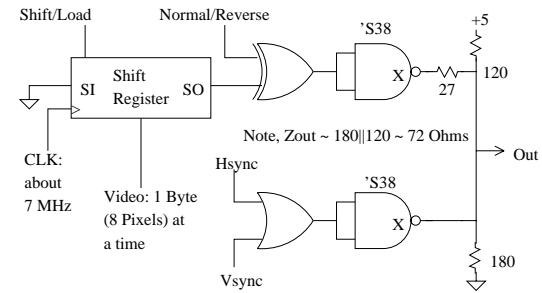 Shift/Load
Normal/Reverse
'S38
+5
SI
Shift
Register
SO
X
27
120
Note, Zout ~ 180||120 ~ 72 Ohms
CLK:
about
7 MHz
Hsync
Out
Video: 1 Byte
(8 Pixels) at
a time
'S38
X
Vsync
180